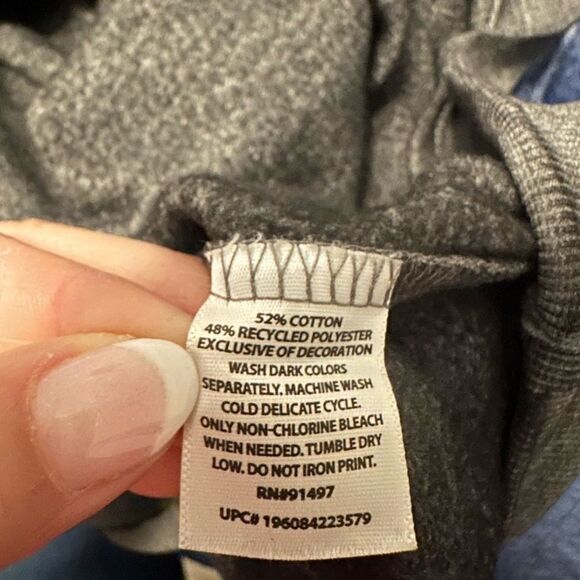 52% COTTON
48% RECYCLED POLYESTER
EXCLUSIVE OF DECORATION
WASH DARK COLORS
SEPARATELY. MACHINE WASH
COLD DELICATE CYCLE.
ONLY NON-CHLORINE BLEACH
WHEN NEEDED. TUMBLE DRY
LOW. DO NOT IRON PRINT.
RN#91497
UPC# 196084223579